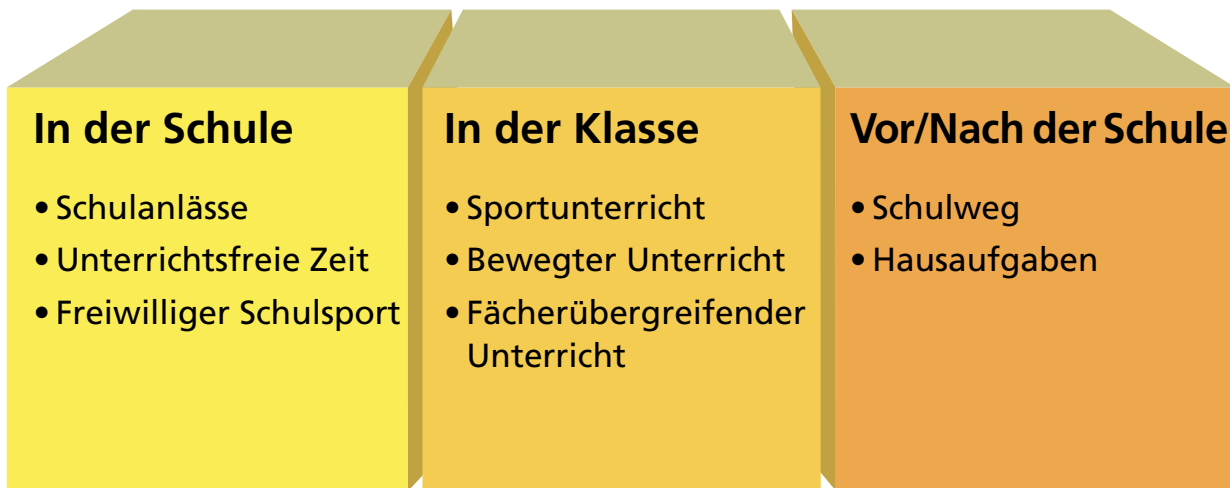 In der Schule
• Schulanlässe
• Unterrichtsfreie Zeit
• Freiwilliger Schulsport
In der Klasse
• Sportunterricht
• Bewegter Unterricht
• Fächerübergreifender
Unterricht
Vor/Nach der Schule
• Schulweg
• Hausaufgaben